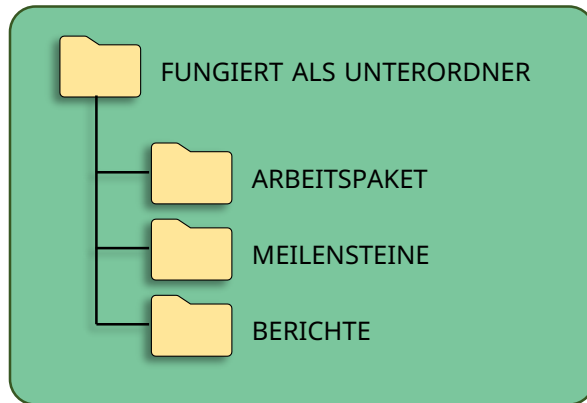 FUNGIERT ALS UNTERORDNER
ARBEITSPAKET
MEILENSTEINE
BERICHTE